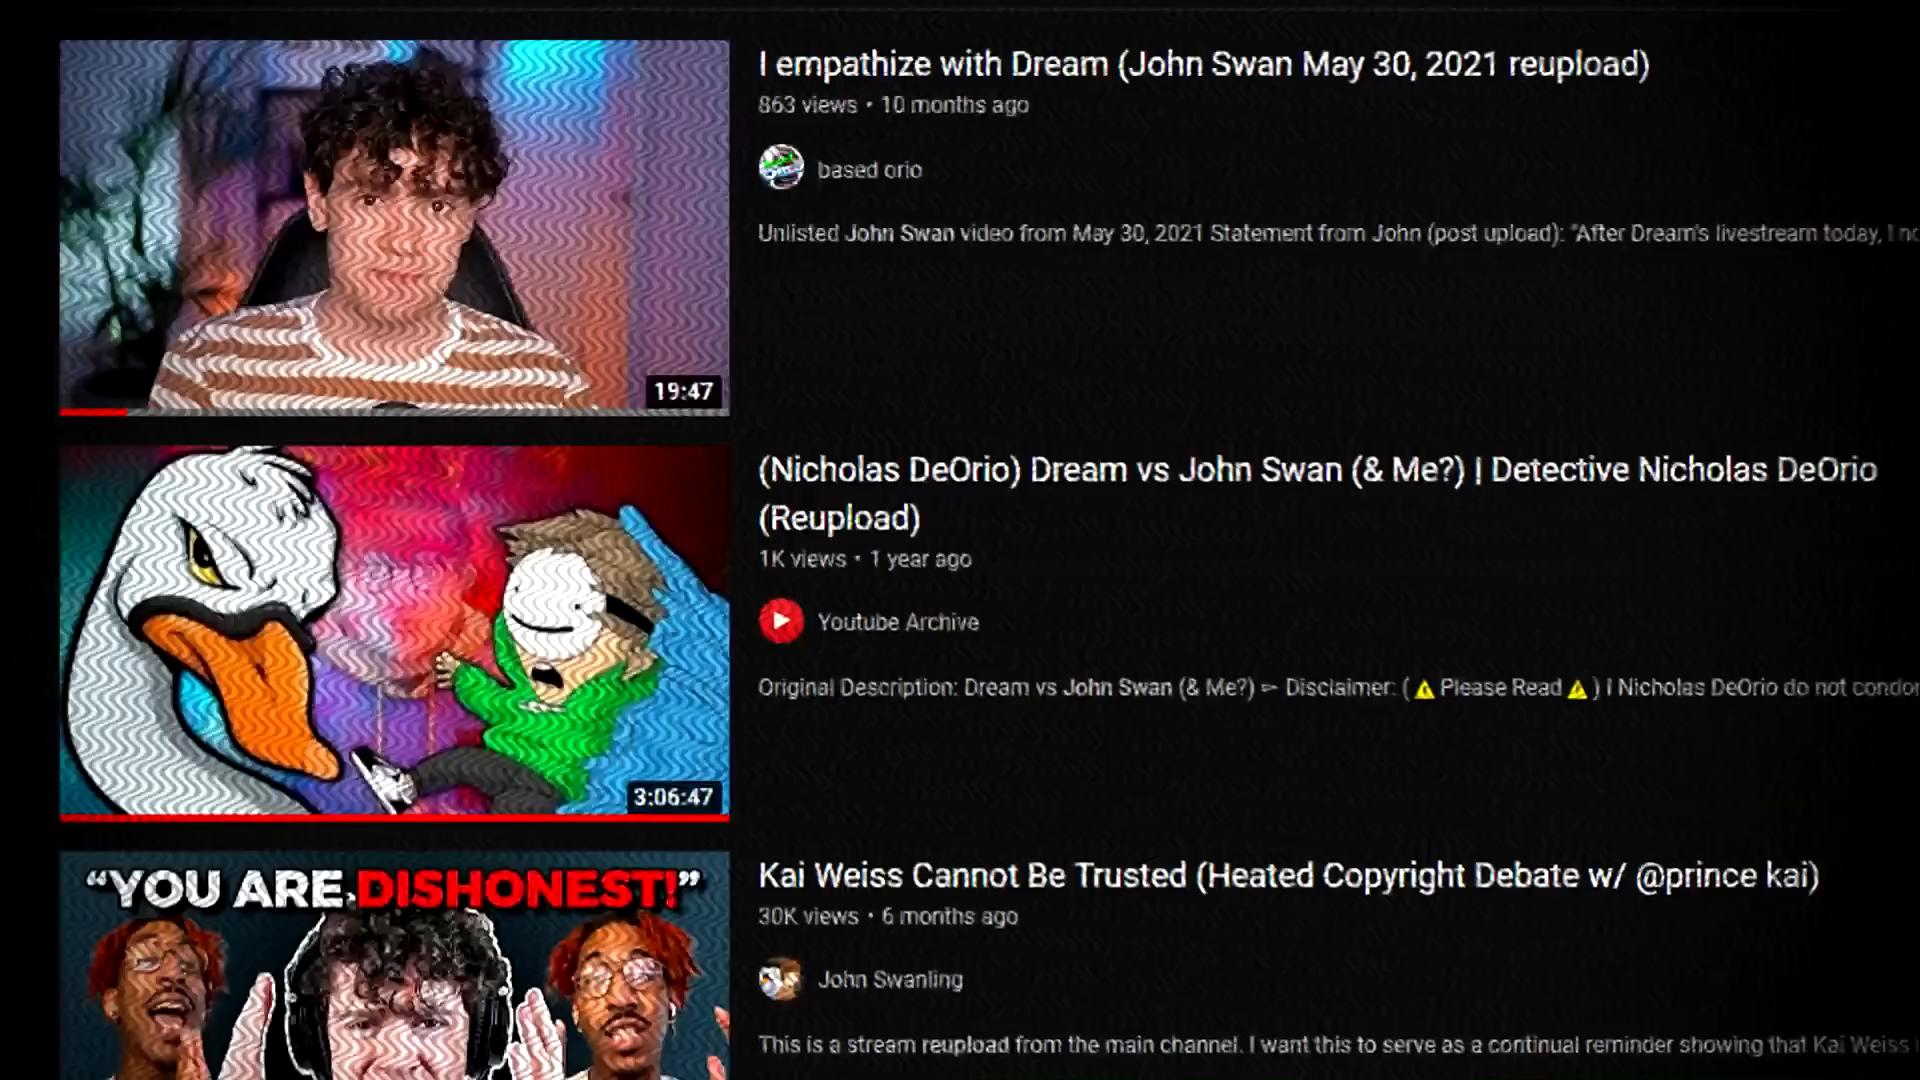 I empathize with Dream (John Swan May 30, 2021 reupload)
863 views • 10 months ago
based orio
Unlisted John Swan video from May 30, 2021 Statement from John (post upload): "After Dream's livestream today, I
19:47
(Nicholas DeOrio) Dream vs John Swan (& Me?) | Detective Nicholas DeOrio
(Reupload)
1K views • 1 year ago
Youtube Archive
Original Description: Dream vs John Swan (& Me?) ➣ Disclaimer: (⚠Please Read⚠) I Nicholas DeOrio do not
3:06:47
"YOU ARE DISHONEST!"
Kai Weiss Cannot Be Trusted (Heated Copyright Debate w/ @prince kai)
30K views • 6 months ago
John Swanling
This is a stream reupload from the main channel. I want this to serve as a continual reminder showing that Kai Weiss